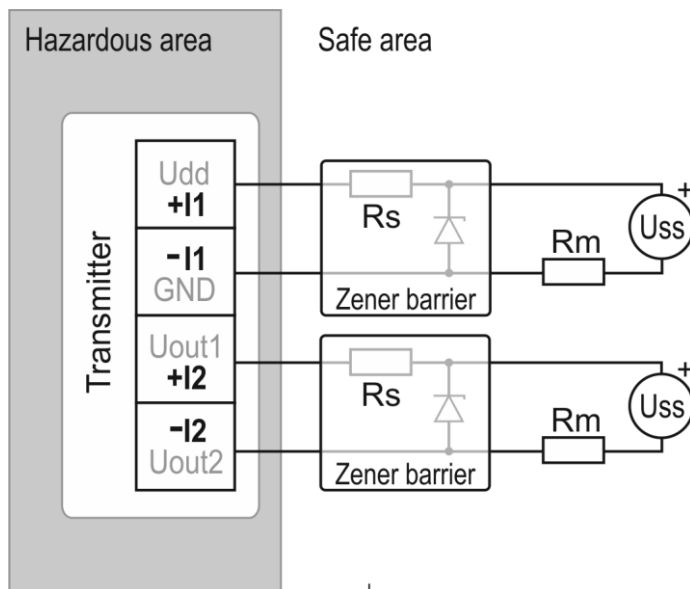 Hazardous area
Safe area
Transmitter
Udd
+I1
-I1
GND
Uout1
+I2
-I2
Uout2
Rs
Zener barrier
Rm
+
Uss
Rs
Zener barrier
Rm
+
Uss